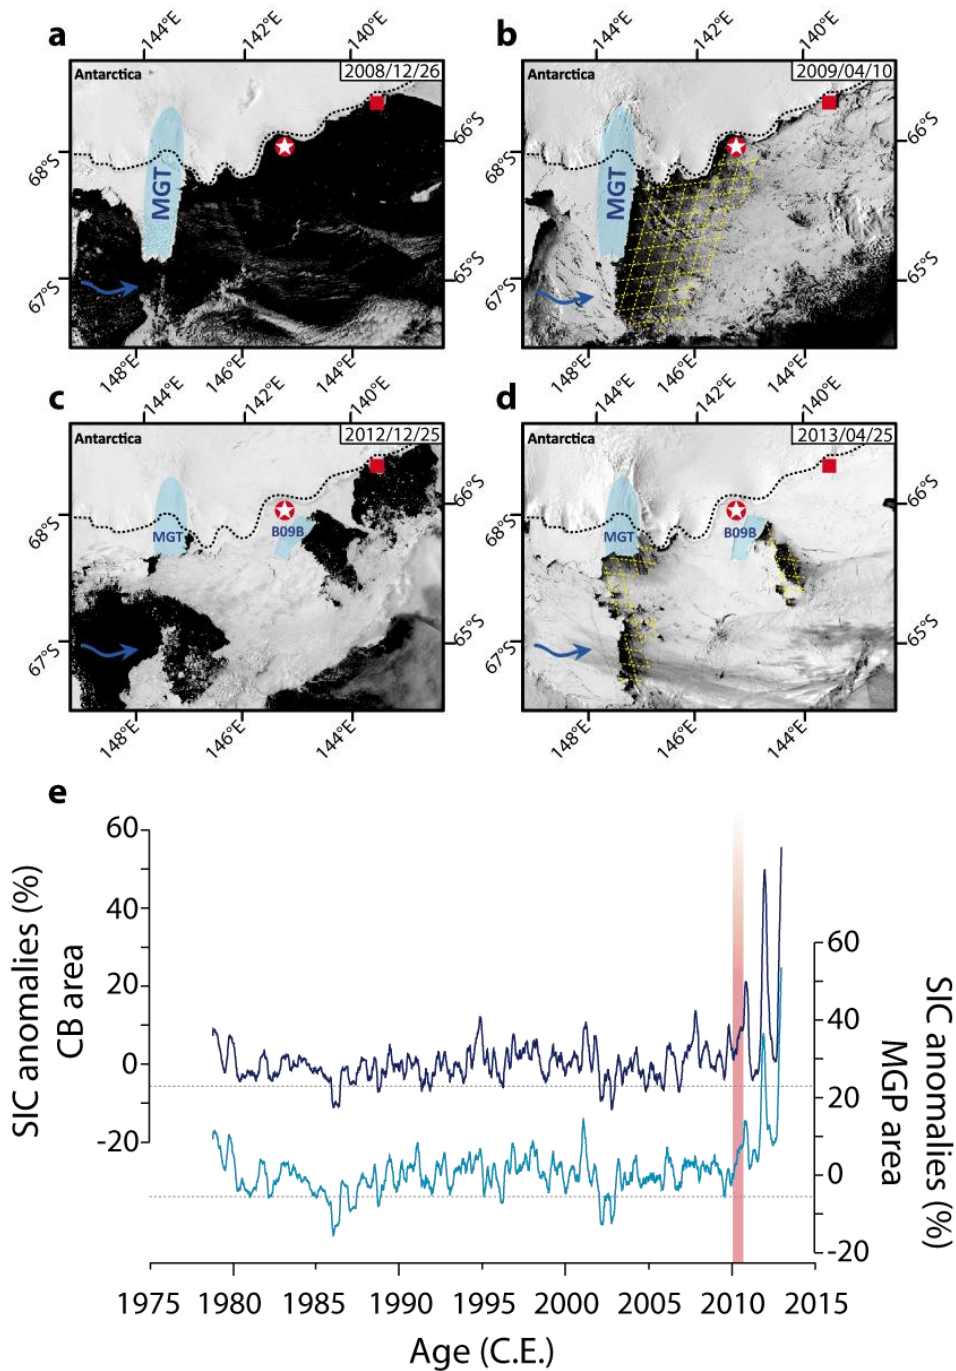 a
144°E
142°E
140°E
Antarctica
2008/12/26
MGT
68°S
67°S
66°S
65°S
148°E
146°E
144°E
b
144°E
142°E
140°E
Antarctica
2009/04/10
MGT
68°S
67°S
66°S
65°S
148°E
146°E
144°E
c
144°E
142°E
140°E
Antarctica
2012/12/25
MGT
B09B
68°S
67°S
66°S
65°S
148°E
146°E
144°E
d
144°E
142°E
140°E
Antarctica
2013/04/25
MGT
B09B
68°S
67°S
66°S
65°S
148°E
146°E
144°E
e
SIC anomalies (%)
CB area
60
40
20
0
-20
60
40
20
0
-20
SIC anomalies (%)
MGP area
1975 1980 1985 1990 1995 2000 2005 2010 2015
Age (C.E.)